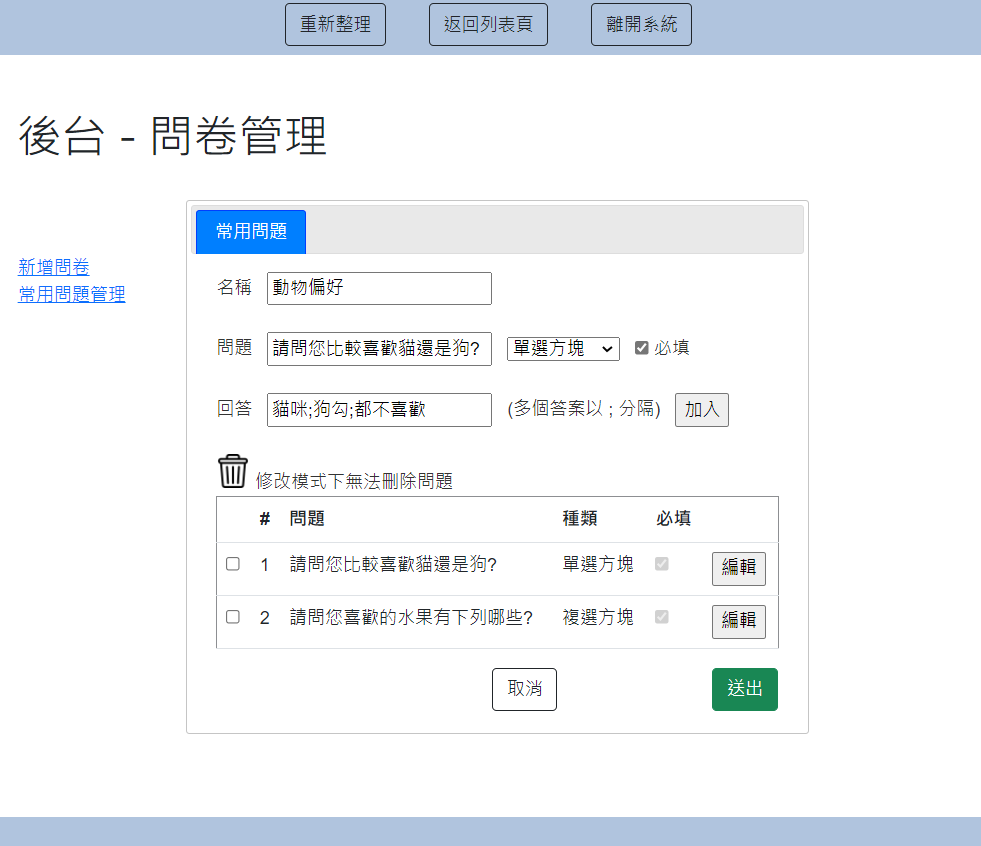 重新整理 返回列表頁 離開系統
後台 - 問卷管理
常用問題
新增問卷
常用問題管理
名稱 動物偏好
問題 請問您比較喜歡貓還是狗? 單選方塊 必填
回答 貓咪;狗勾;都不喜歡 (多個答案以 ; 分隔) 加入
修改模式下無法刪除問題
# 問題 種類 必填
1 請問您比較喜歡貓還是狗? 單選方塊 編輯
2 請問您喜歡的水果有下列哪些? 複選方塊 編輯
取消 送出